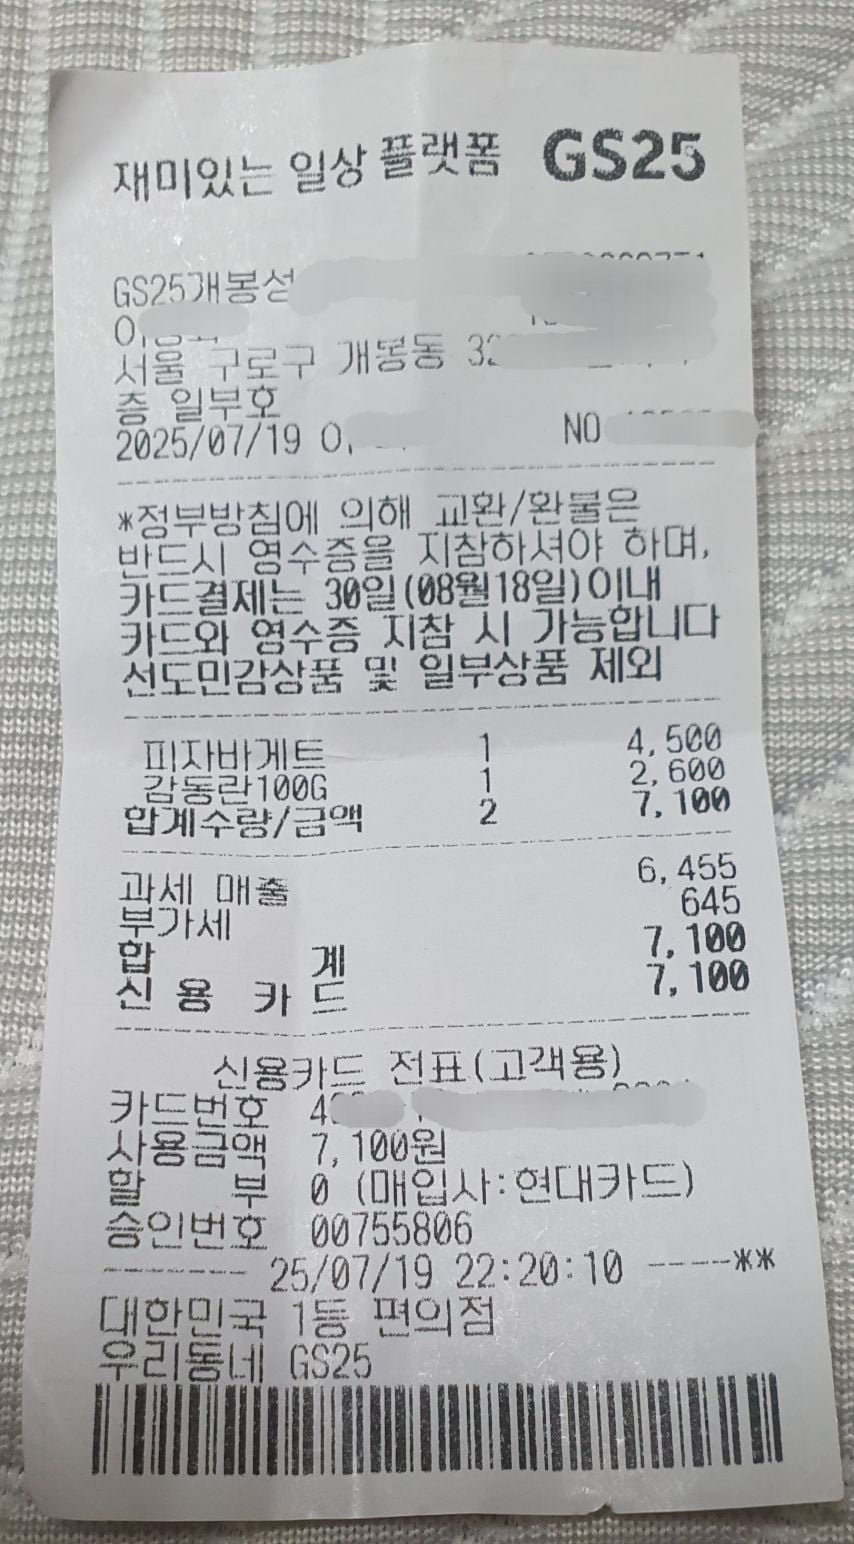 재미있는 일상 플랫폼 GS25
GS25개봉성
서울 구로구 개봉동
층 일부호
2025/07/19 NO
*정부방침에 의해 교환/환불은
반드시 영수증을 지참하셔야 하며,
카드결제는 30일(08월18일)이내
카드와 영수증 지참 시 가능합니다
선도민감상품 및 일부상품 제외
피자바게트 1 4,500
감동란100G 1 2,600
합계수량/금액 2 7,100
과세 매출 6,455
부가세 645
합 계 7,100
신 용 카 드 7,100
신용카드 전표(고객용)
카드번호
사용금액 7,100원
할 부 0 (매입사:현대카드)
승인번호 00755806
------- 25/07/19 22:20:10 ----**
대한민국 1등 편의점
우리동네 GS25